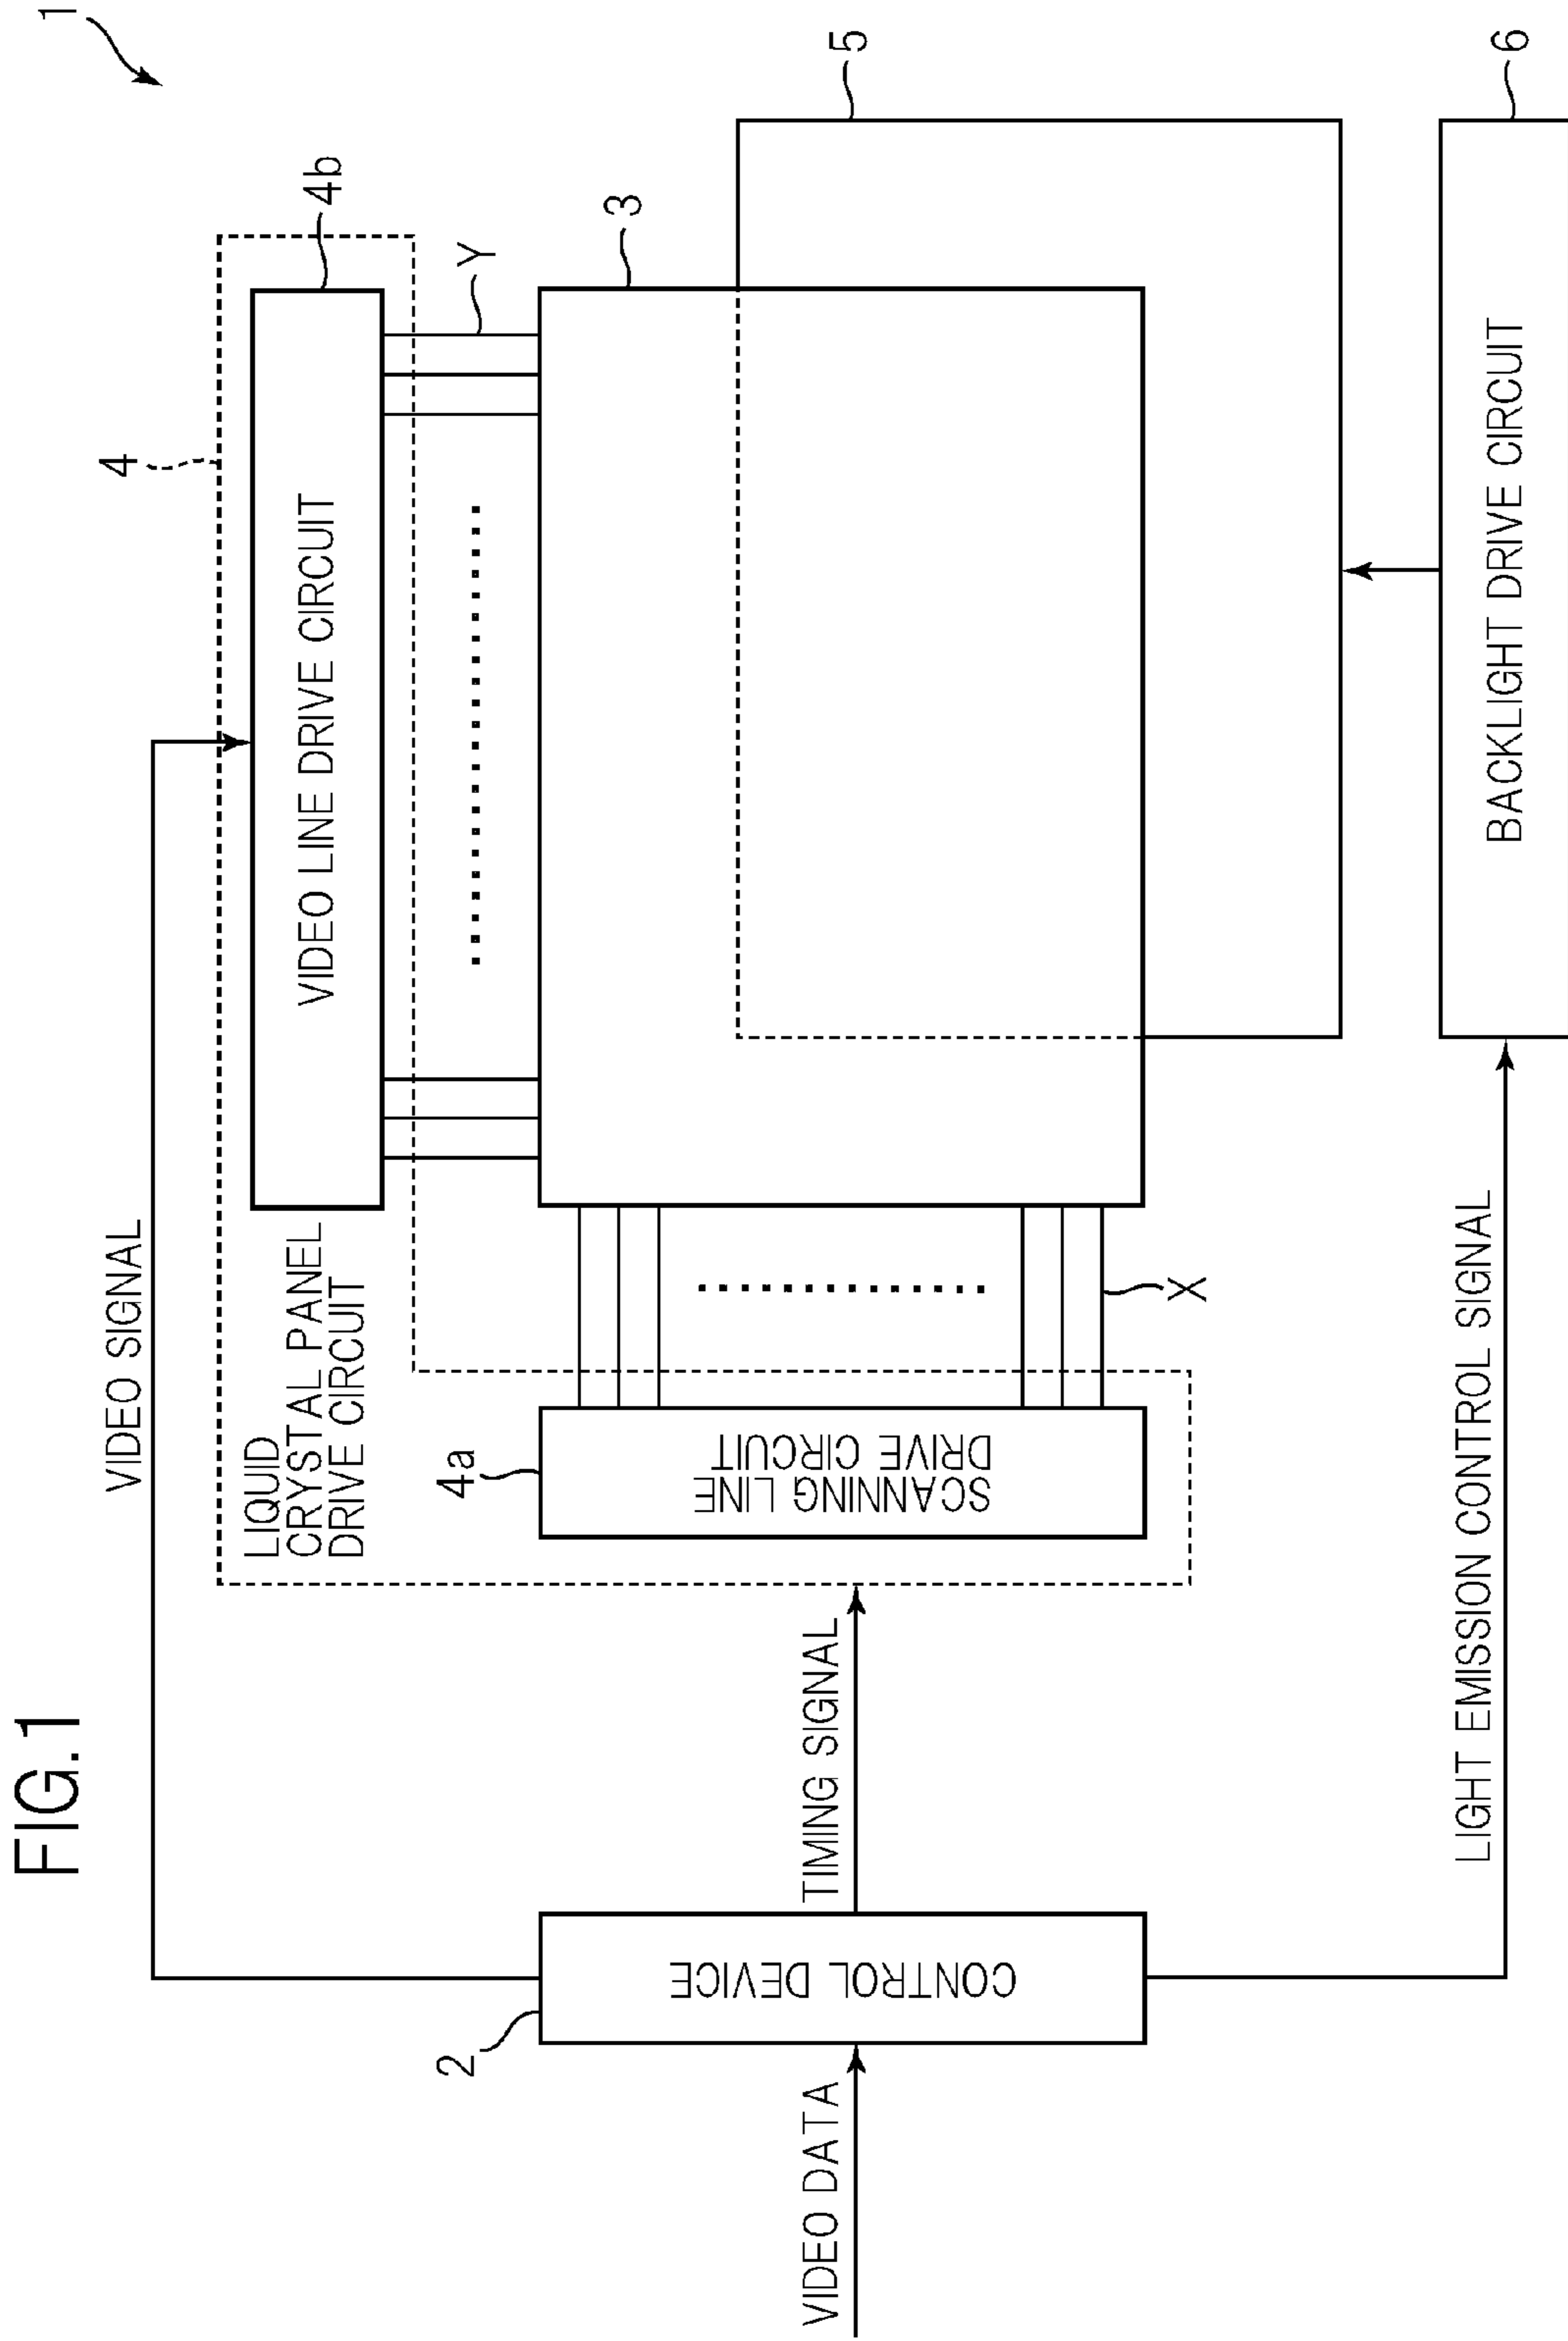 FIG.1
1
VIDEO SIGNAL
4
LIQUID
CRYSTAL PANEL
DRIVE CIRCUIT
VIDEO LINE DRIVE CIRCUIT
4b
Y
3
5
4a
SCANNING LINE
DRIVE CIRCUIT
X
2
CONTROL DEVICE
VIDEO DATA
TIMING SIGNAL
LIGHT EMISSION CONTROL SIGNAL
BACKLIGHT DRIVE CIRCUIT
6